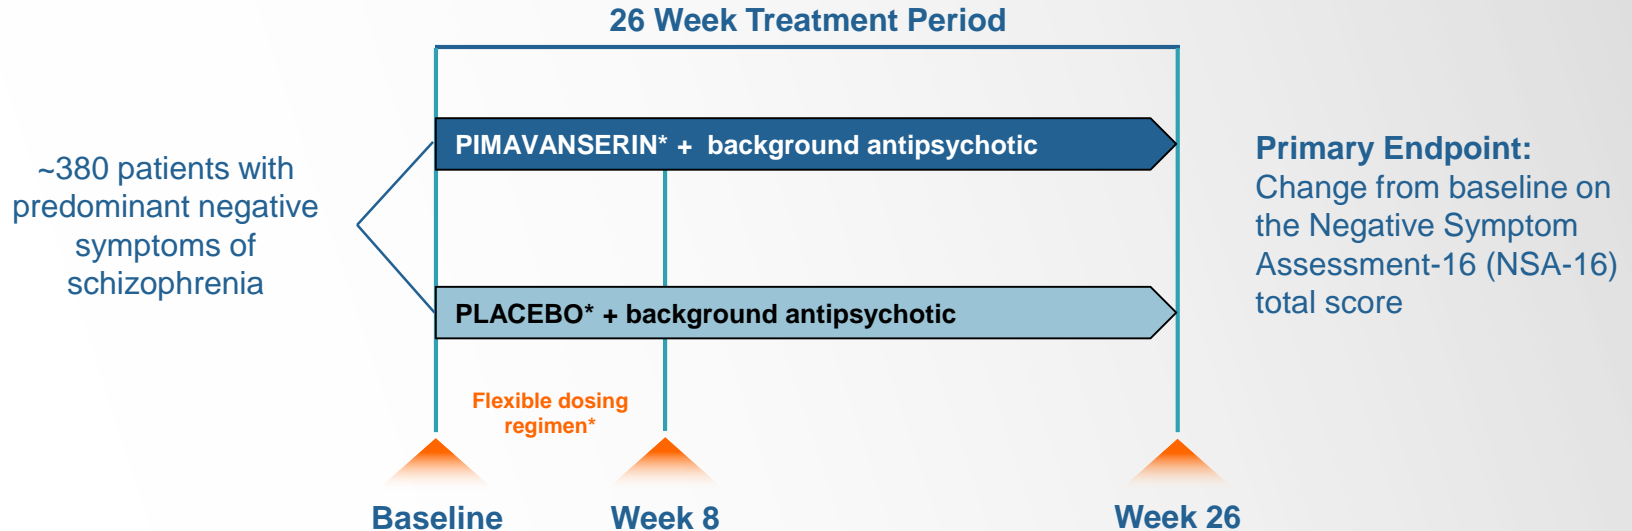 26 Week Treatment Period
~380 patients with
predominant negative
symptoms of
schizophrenia
PIMAVANSERIN* + background antipsychotic
PLACEBO* + background antipsychotic
Primary Endpoint:
Change from baseline on
the Negative Symptom
Assessment-16 (NSA-16)
total score
Flexible dosing
regimen*
Baseline
Week 8
Week 26